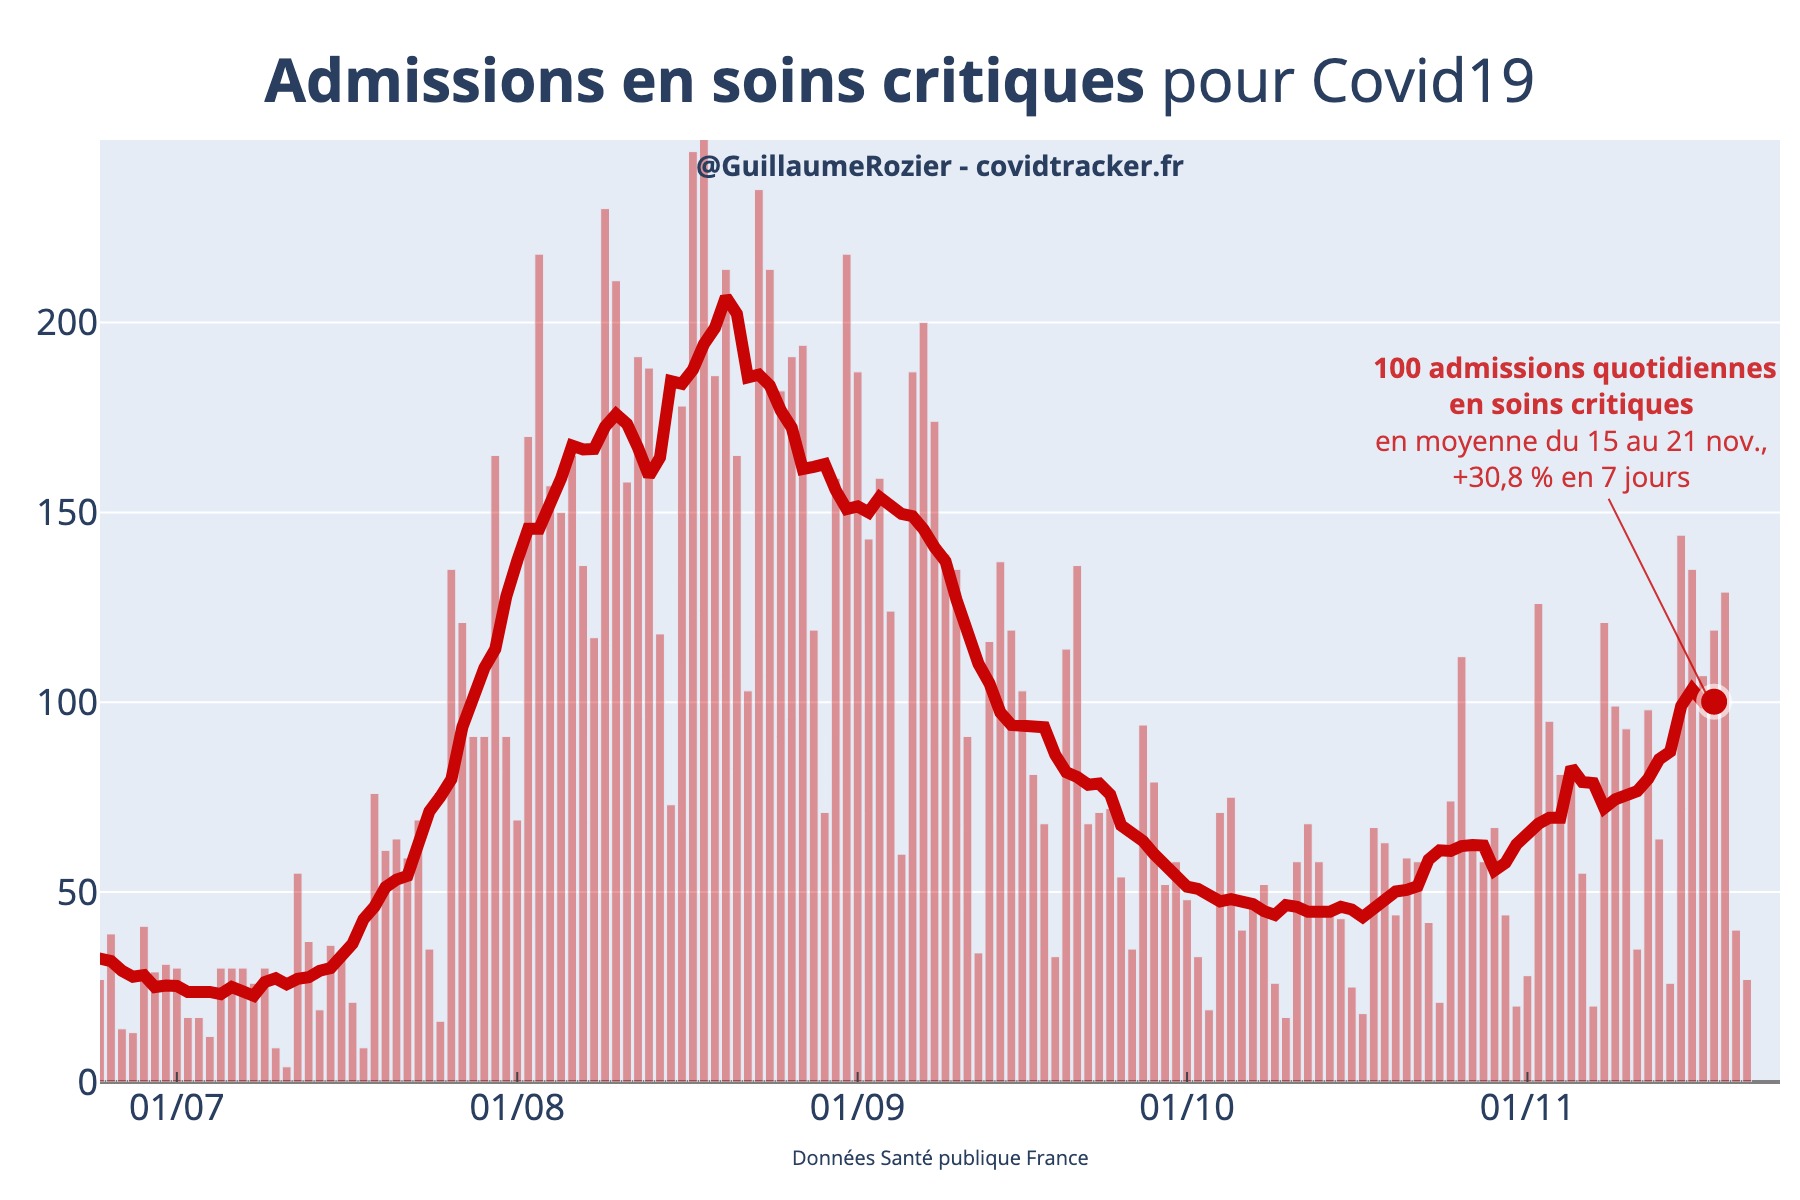 Admissions en soins critiques pour Covid19
@GuillaumeRozier - covidtracker.fr
200
100 admissions quotidiennes
en soins critiques
en moyenne du 15 au 21 nov.,
+30,8 % en 7 jours
150
100
50
0
01/07 01/08 01/09 01/10 01/11
Données Santé publique France